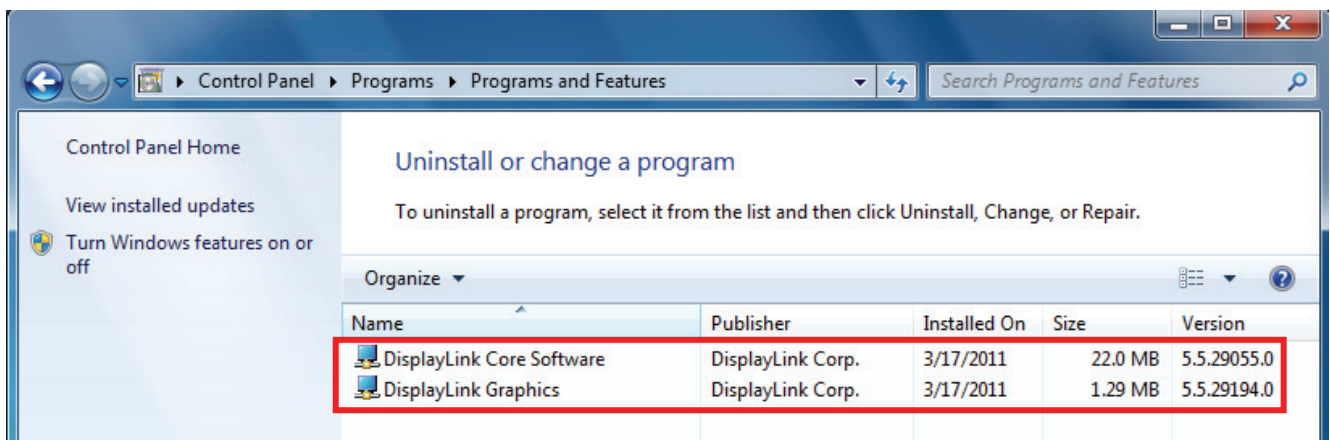 Control Panel Programs Programs and Features Search Programs and Features
Control Panel Home
View installed updates
Turn Windows features on or
off
Uninstall or change a program
To uninstall a program, select it from the list and then click Uninstall, Change, or Repair.
Organize
Name Publisher Installed On Size Version
DisplayLink Core Software DisplayLink Corp. 3/17/2011 22.0 MB 5.5.29055.0
DisplayLink Graphics DisplayLink Corp. 3/17/2011 1.29 MB 5.5.29194.0